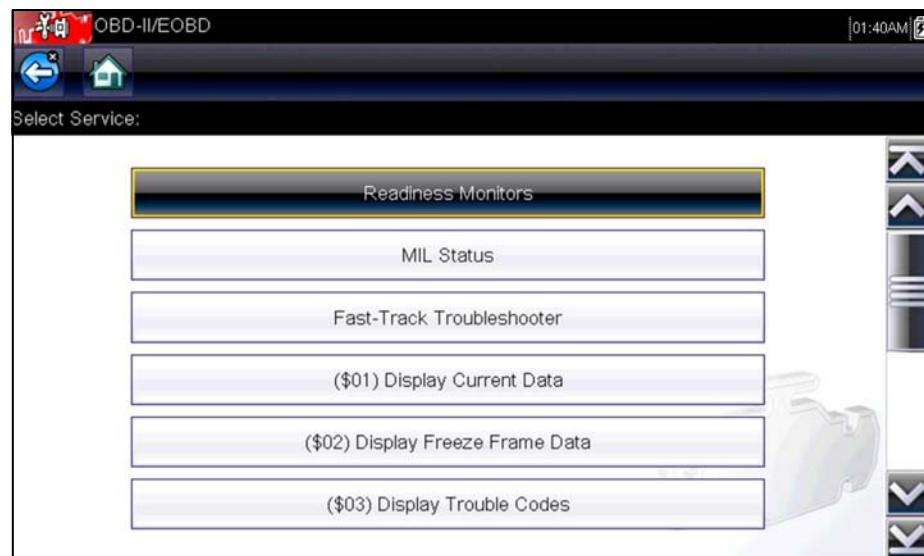 OBD-II/EOBD
01:40AM
Select Service:
Readiness Monitors
MIL Status
Fast-Track Troubleshooter
($01) Display Current Data
($02) Display Freeze Frame Data
($03) Display Trouble Codes